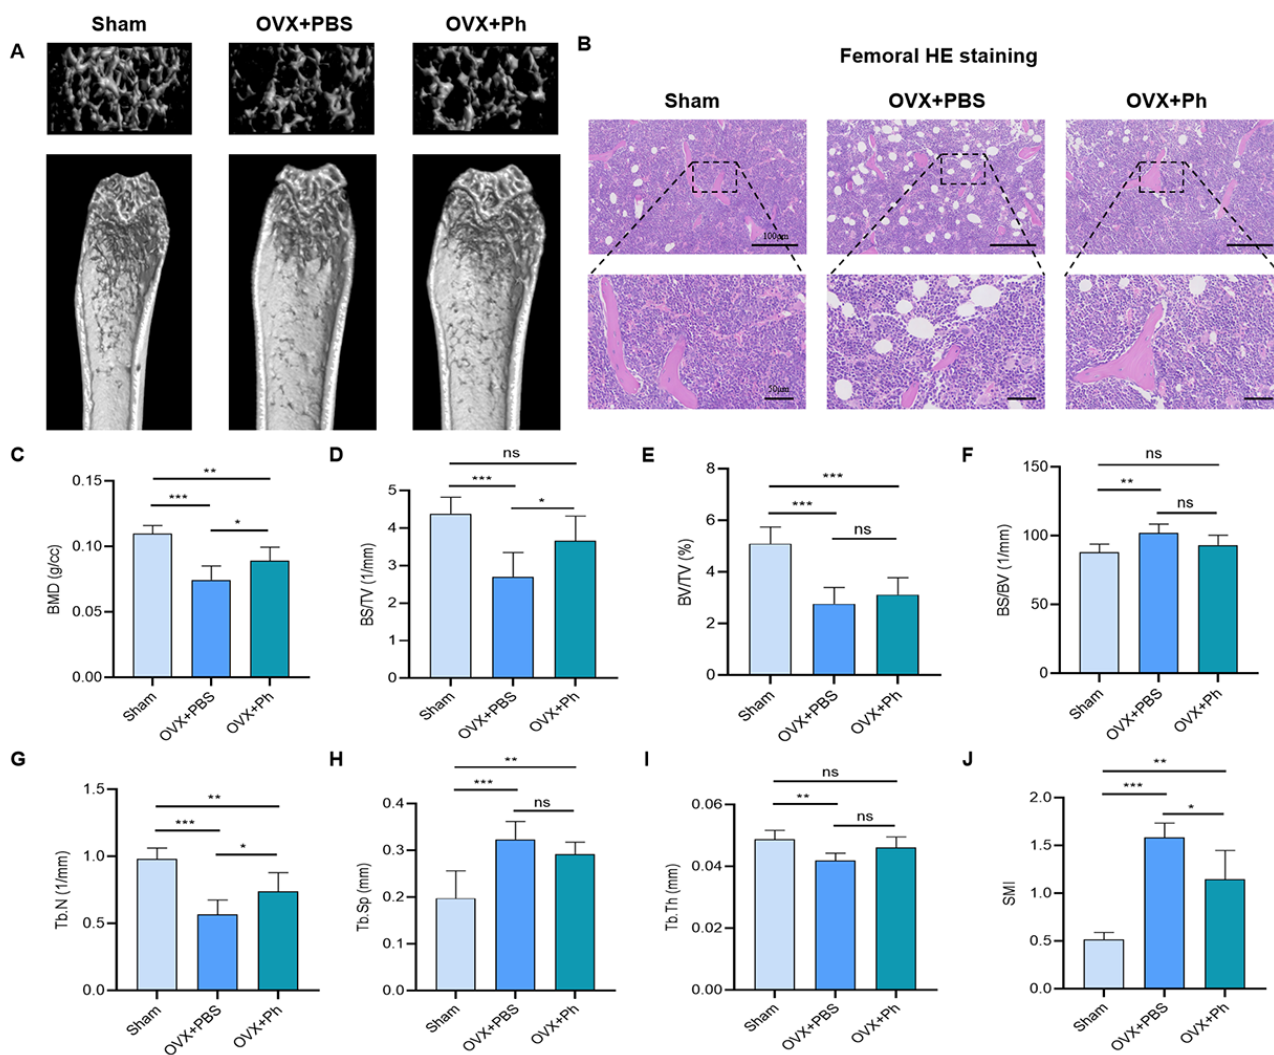 Sham OVX+PBS OVX+Ph
A
B
Femoral HE staining
Sham OVX+PBS OVX+Ph
100μm
50μm
C
BMD (g/cc)
0.15
0.10
0.05
0.00
**
***
*
Sham OVX+PBS OVX+Ph
D
BS/TV (1/mm)
5
4
3
2
1
0
ns
***
*
Sham OVX+PBS OVX+Ph
E
BV/TV (%)
8
6
4
2
0
***
***
ns
Sham OVX+PBS OVX+Ph
F
BS/BV (1/mm)
150
100
50
0
ns
**
ns
Sham OVX+PBS OVX+Ph
G
Tb.N (1/mm)
1.5
1.0
0.5
0.0
**
***
*
Sham OVX+PBS OVX+Ph
H
Tb.Sp (mm)
0.4
0.3
0.2
0.1
0.0
**
***
ns
Sham OVX+PBS OVX+Ph
I
Tb.Th (mm)
0.06
0.04
0.02
0.00
ns
**
ns
Sham OVX+PBS OVX+Ph
J
SMI
2.0
1.5
1.0
0.5
0.0
**
***
*
Sham OVX+PBS OVX+Ph